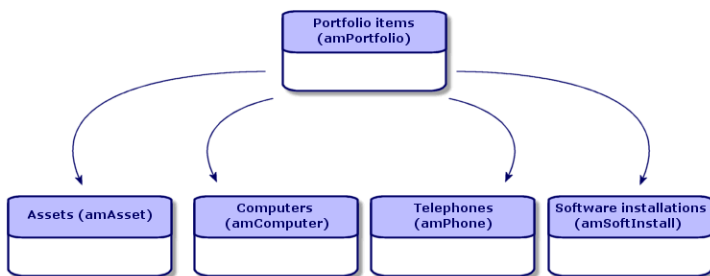 Portfolio items
(amPortfolio)
Assets (amAsset)
Computers
(amComputer)
Telephones
(amPhone)
Software installations
(amSoftInstall)